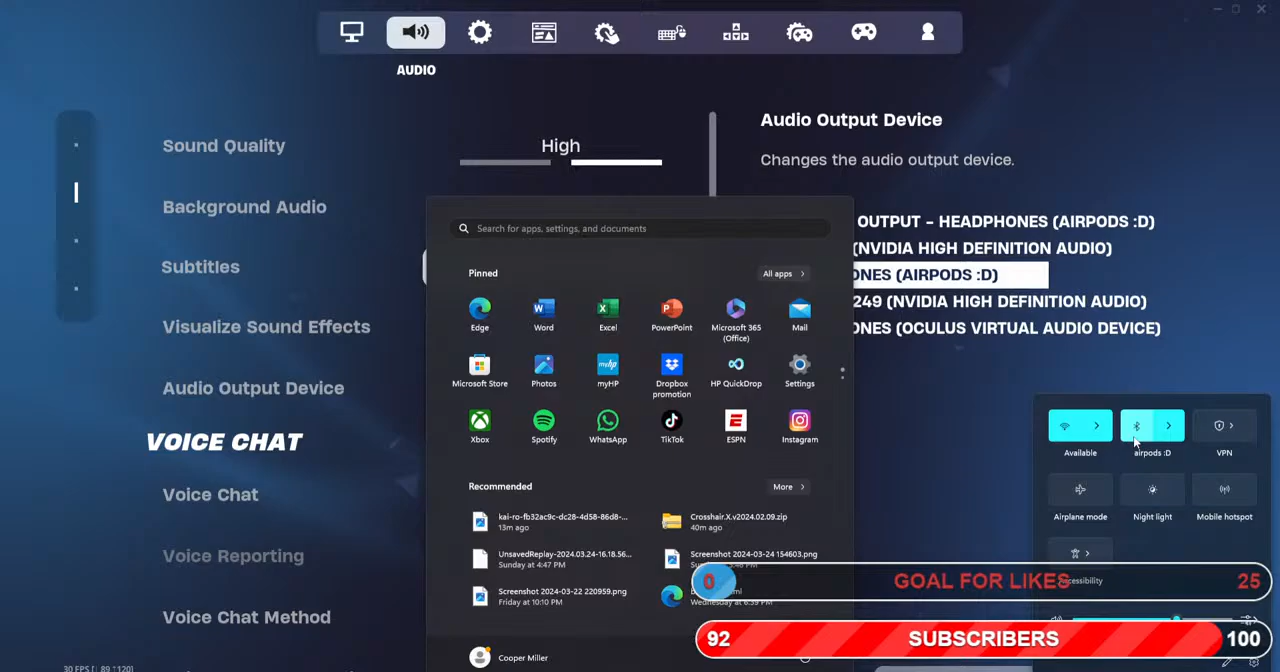 AUDIO
Sound Quality
High
Background Audio
Subtitles
Visualize Sound Effects
Audio Output Device
VOICE CHAT
Voice Chat
Voice Reporting
Voice Chat Method
Audio Output Device
Changes the audio output device.
OUTPUT - HEADPHONES (AIRPODS :D)
(NVIDIA HIGH DEFINITION AUDIO)
ONES (AIRPODS :D)
249 (NVIDIA HIGH DEFINITION AUDIO)
ONES (OCULUS VIRTUAL AUDIO DEVICE)
Search for apps, settings, and documents
Pinned
All apps
Edge
Word
Excel
PowerPoint
Microsoft 365
(Office)
Mail
Microsoft Store
Photos
myHP
Dropbox
promotion
HP QuickDrop
Settings
Xbox
Spotify
WhatsApp
TikTok
ESPN
Instagram
Recommended
More
kai-ro-fb32ac9c-dc28-4d58-86d8-...
13m ago
Crosshair.X.v2024.02.09.zip
40m ago
UnsavedReplay-2024.03.24-16.18.56...
Sunday at 4:47 PM
Screenshot 2024-03-24 154603.png
Screenshot 2024-03-22 220959.png
Friday at 10:10 PM
Cooper Miller
Available
airpods :D
VPN
Airplane mode
Night light
Mobile hotspot
0 GOAL FOR LIKES 25
92 SUBSCRIBERS 100